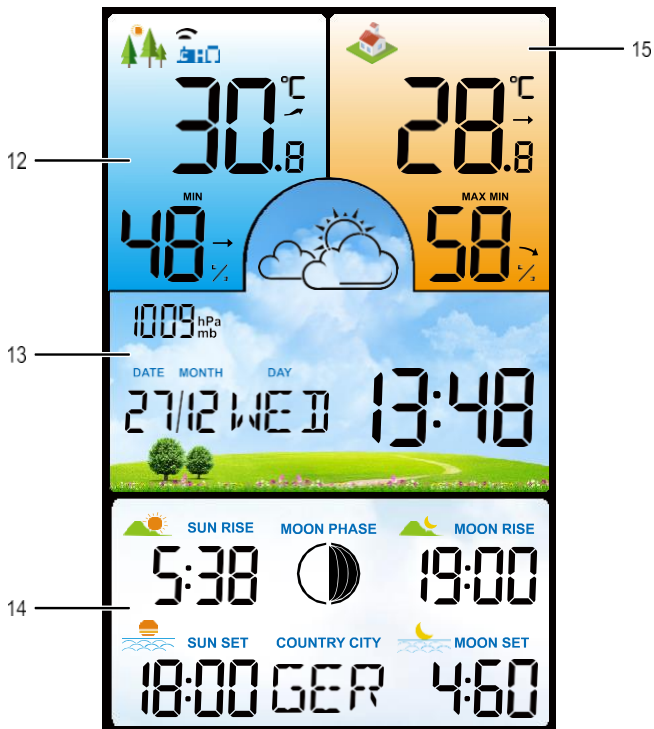 15
CH
30.8 °C
28.8 °C
12
MIN
48 %
MAX MIN
58 %
1009 hPa
mb
13
DATE MONTH DAY
27/12 WED
13:48
SUN RISE
MOON PHASE
MOON RISE
5:38
19:00
14
SUN SET
COUNTRY CITY
MOON SET
18:00
GER
4:60